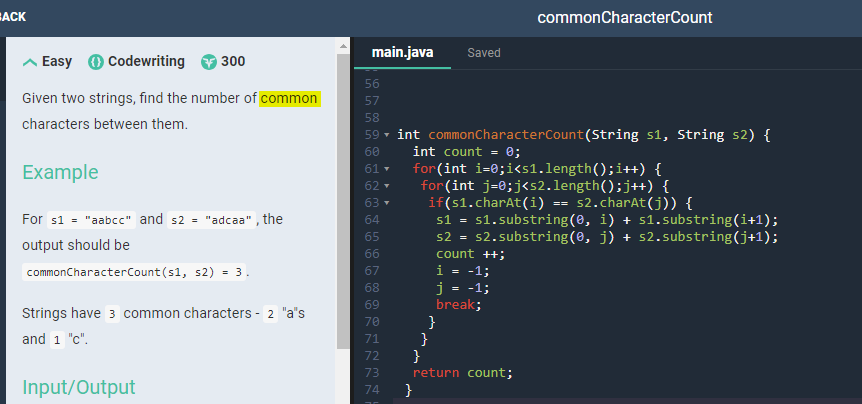 BACK
commonCharacterCount
Easy Codewriting 300
Given two strings, find the number of common
characters between them.
Example
For s1 = "aabcc" and s2 = "adcaa", the
output should be
commonCharacterCount(s1, s2) = 3.
Strings have 3 common characters - 2 "a"s
and 1 "c".
Input/Output
main.java Saved
56
57
58
59 int commonCharacterCount(String s1, String s2) {
60 int count = 0;
61 for(int i=0;i<s1.length();i++) {
62 for(int j=0;j<s2.length();j++) {
63 if(s1.charAt(i) == s2.charAt(j)) {
64 s1 = s1.substring(0, i) + s1.substring(i+1);
65 s2 = s2.substring(0, j) + s2.substring(j+1);
66 count ++;
67 i = -1;
68 j = -1;
69 break;
70 }
71 }
72 }
73 return count;
74 }